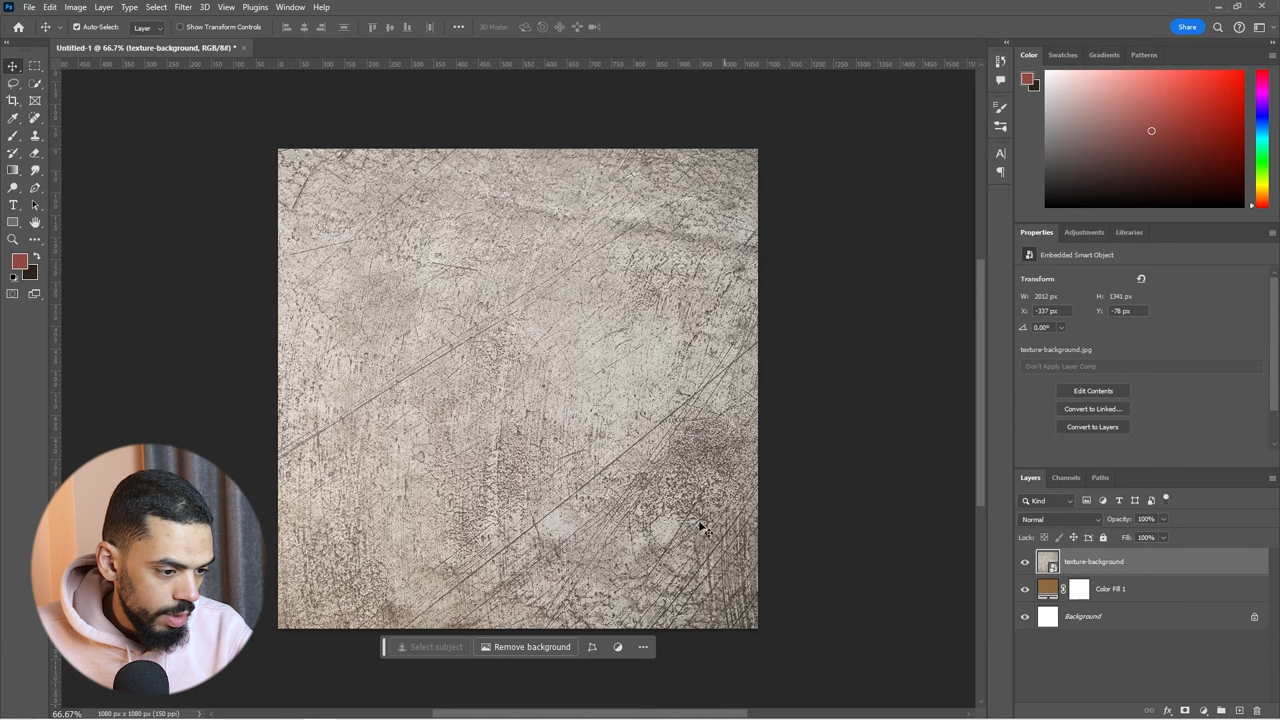 File Edit Image Layer Type Select Filter 3D View Plugins Window Help
Auto-Select: Layer Show Transform Controls 3D Mode: Share
Untitled-1 @ 66.7% (texture-background, RGB/8#) *
Color Swatches Gradients Patterns
Properties Adjustments Libraries
Embedded Smart Object
Transform
W: 2012 px H: 1341 px
X: -337 px Y: -78 px
0.00°
texture-background.jpg
Don't Apply Layer Comp
Edit Contents
Convert to Linked...
Convert to Layers
Layers Channels Paths
Kind
Normal Opacity: 100%
Lock: Fill: 100%
texture-background
Color Fill 1
Background
Select subject Remove background
66.67% 1080 px x 1080 px (150 ppi)